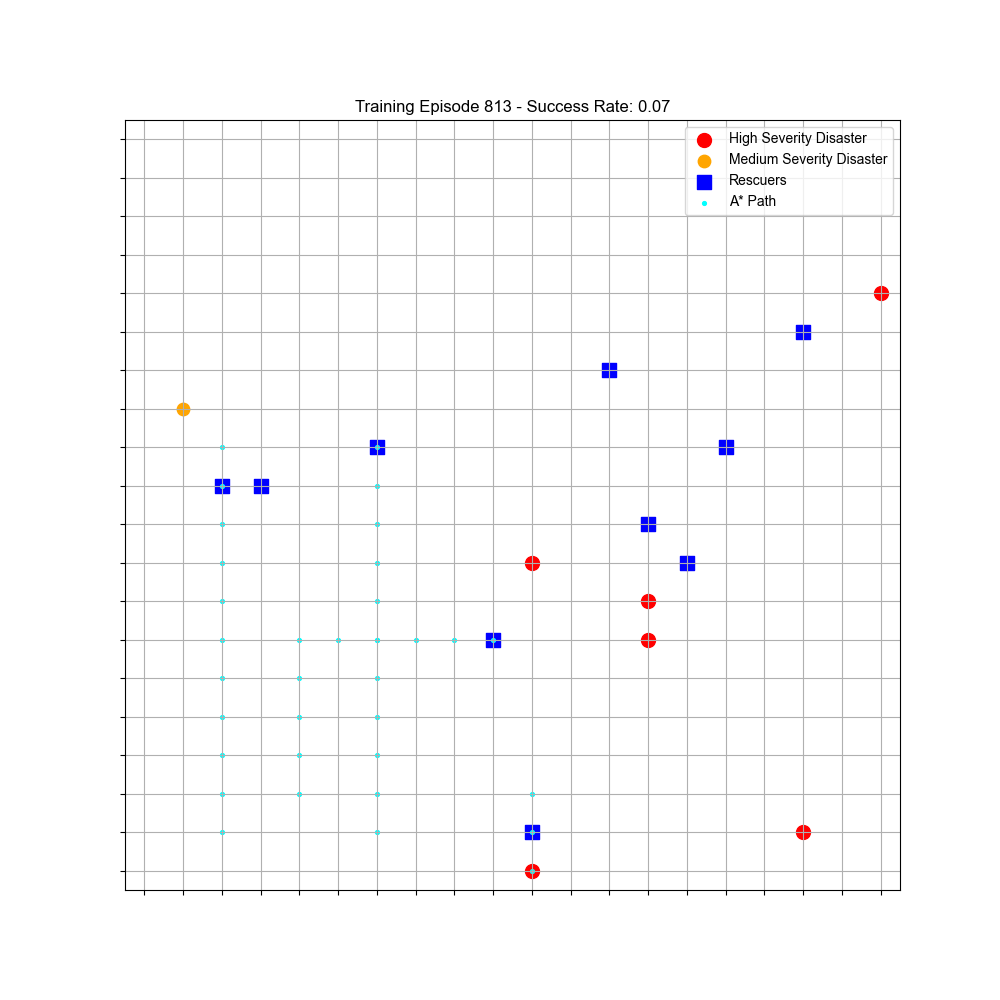 Training Episode 813 - Success Rate: 0.07
High Severity Disaster
Medium Severity Disaster
Rescuers
A* Path